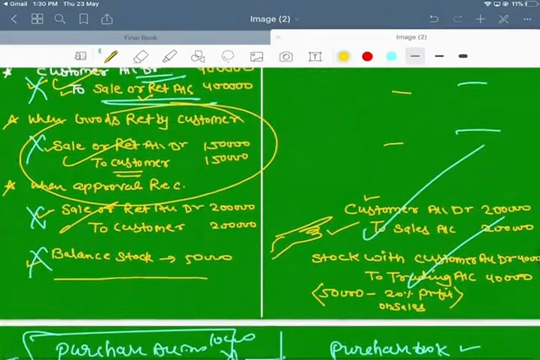 Gmail 1:30 PM Thu 23 May
11%
Image (2)
Final Book
Image (2)
Customer A/c Dr 400000
To Sale or Ret A/c 400000
When Goods Ret by customer
Sale or Ret A/c Dr 150000
To customer 150000
When approval Rec.
Sale or Ret A/c Dr 200000
To Customer 200000
Balance Stock → 50000
Customer A/c Dr 200000
To Sales A/c 200000
Stock with customer A/c Dr 40000
To Trading A/c 40000
(50000 - 20% profit
on sales)
purchase book